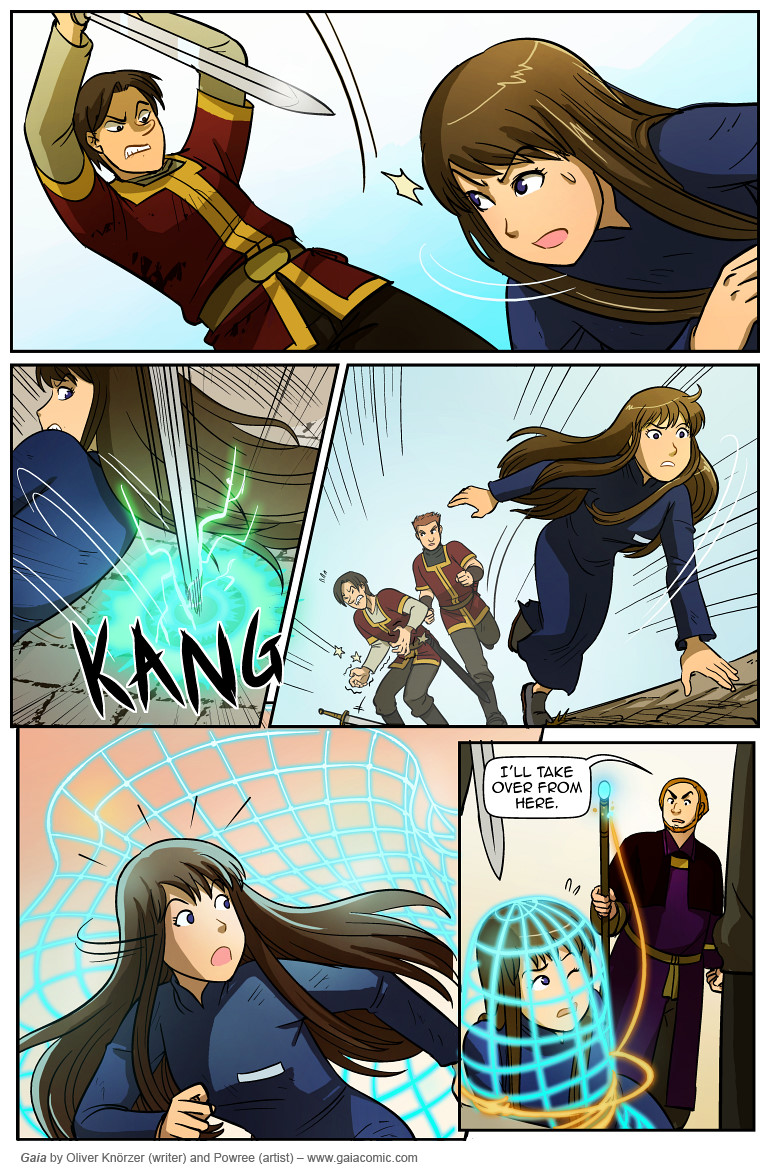 KANG
I'LL TAKE
OVER FROM
HERE.
Gaia by Oliver Knörzer (writer) and Powree (artist) – www.gaiacomic.com